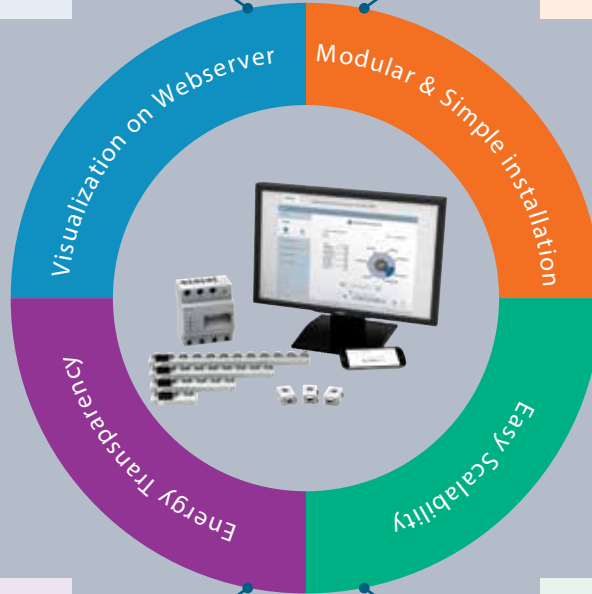 Visualization on Webserver
Modular & Simple installation
Energy Transparency
Easy Scalability